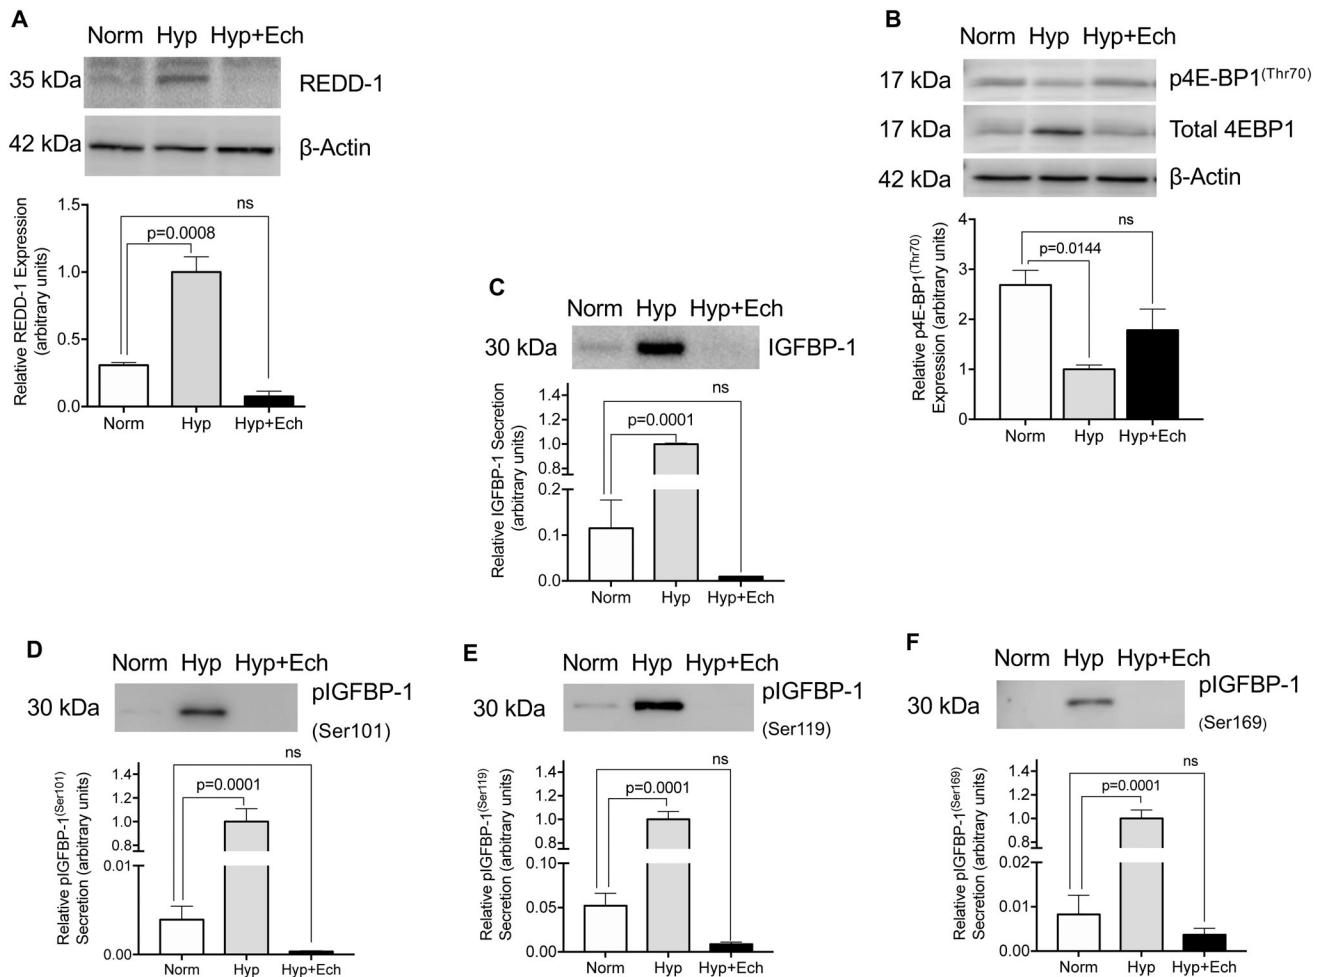 A
Norm Hyp Hyp+Ech
35 kDa REDD-1
42 kDa β-Actin
Relative REDD-1 Expression
(arbitrary units)
1.5
1.0
0.5
0.0
ns
p=0.0008
Norm Hyp Hyp+Ech
B
Norm Hyp Hyp+Ech
17 kDa p4E-BP1(Thr70)
17 kDa Total 4EBP1
42 kDa β-Actin
Relative p4E-BP1(Thr70)
Expression (arbitrary units)
4
3
2
1
0
ns
p=0.0144
Norm Hyp Hyp+Ech
C
Norm Hyp Hyp+Ech
30 kDa IGFBP-1
Relative IGFBP-1 Secretion
(arbitrary units)
1.4
1.2
1.0
0.8
0.2
0.1
0.0
ns
p=0.0001
Norm Hyp Hyp+Ech
D
Norm Hyp Hyp+Ech
30 kDa pIGFBP-1
(Ser101)
Relative pIGFBP-1(Ser101)
Secretion (arbitrary units)
1.4
1.2
1.0
0.8
0.01
0.00
ns
p=0.0001
Norm Hyp Hyp+Ech
E
Norm Hyp Hyp+Ech
30 kDa pIGFBP-1
(Ser119)
Relative pIGFBP-1(Ser119)
Secretion (arbitrary units)
1.4
1.2
1.0
0.8
0.10
0.05
0.00
ns
p=0.0001
Norm Hyp Hyp+Ech
F
Norm Hyp Hyp+Ech
30 kDa pIGFBP-1
(Ser169)
Relative pIGFBP-1(Ser169)
Secretion (arbitrary units)
1.4
1.2
1.0
0.8
0.02
0.01
0.00
ns
p=0.0001
Norm Hyp Hyp+Ech